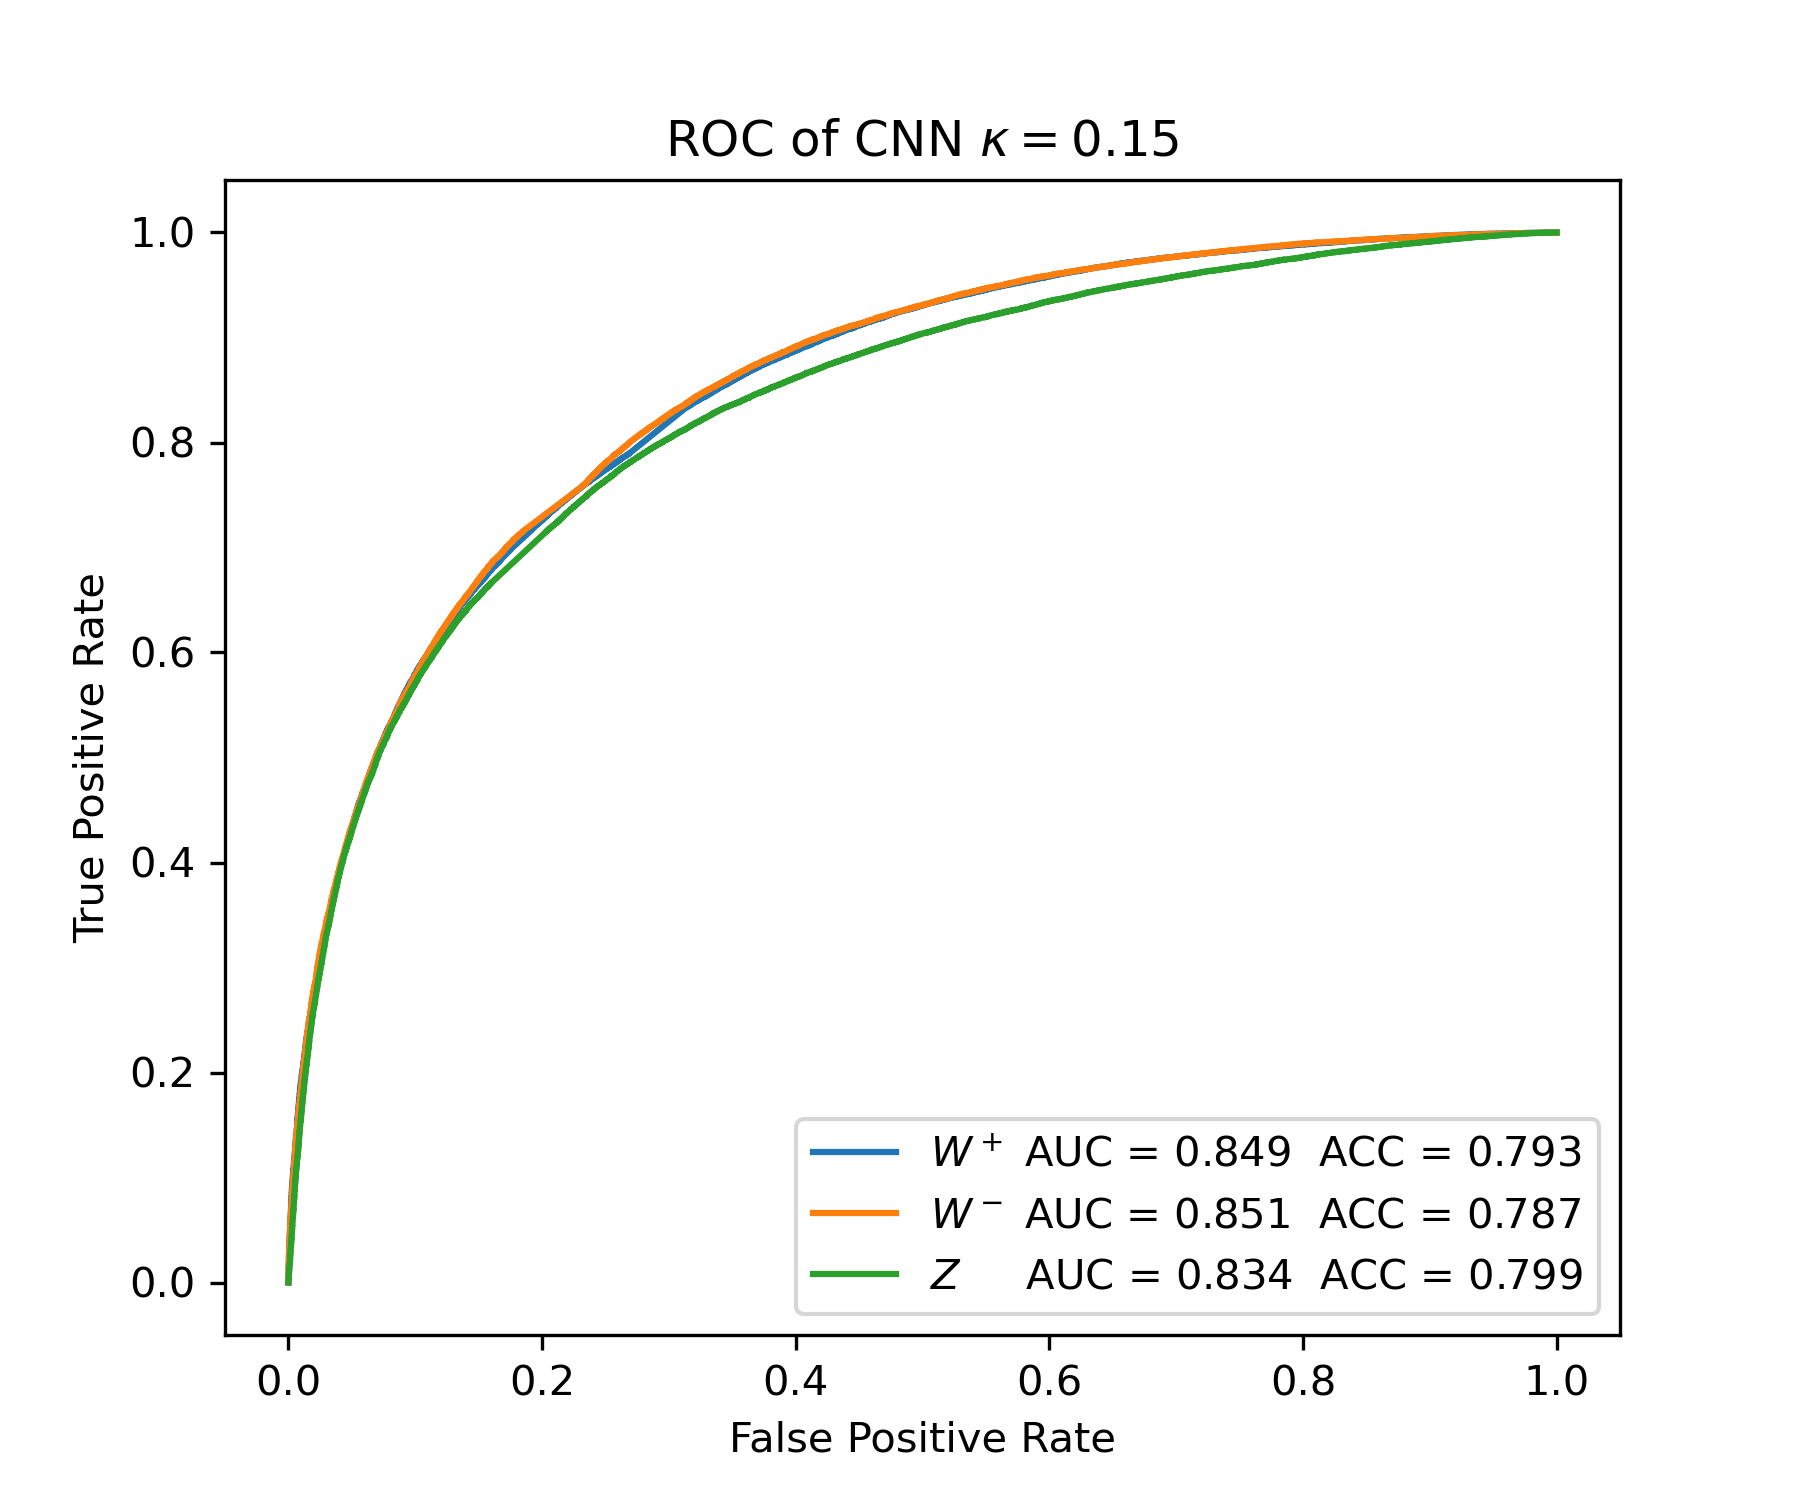 ROC of CNN κ = 0.15
1.0
0.8
0.6
0.4
0.2
0.0
True Positive Rate
W⁺ AUC = 0.849 ACC = 0.793
W⁻ AUC = 0.851 ACC = 0.787
Z AUC = 0.834 ACC = 0.799
0.0 0.2 0.4 0.6 0.8 1.0
False Positive Rate